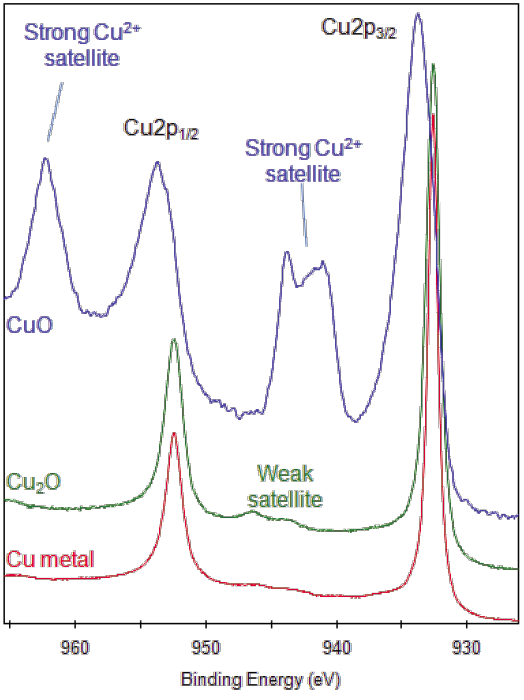 Strong Cu²⁺
satellite
Cu2p₃/₂
Cu2p₁/₂
Strong Cu²⁺
satellite
CuO
Cu₂O
Weak
satellite
Cu metal
960 950 940 930
Binding Energy (eV)